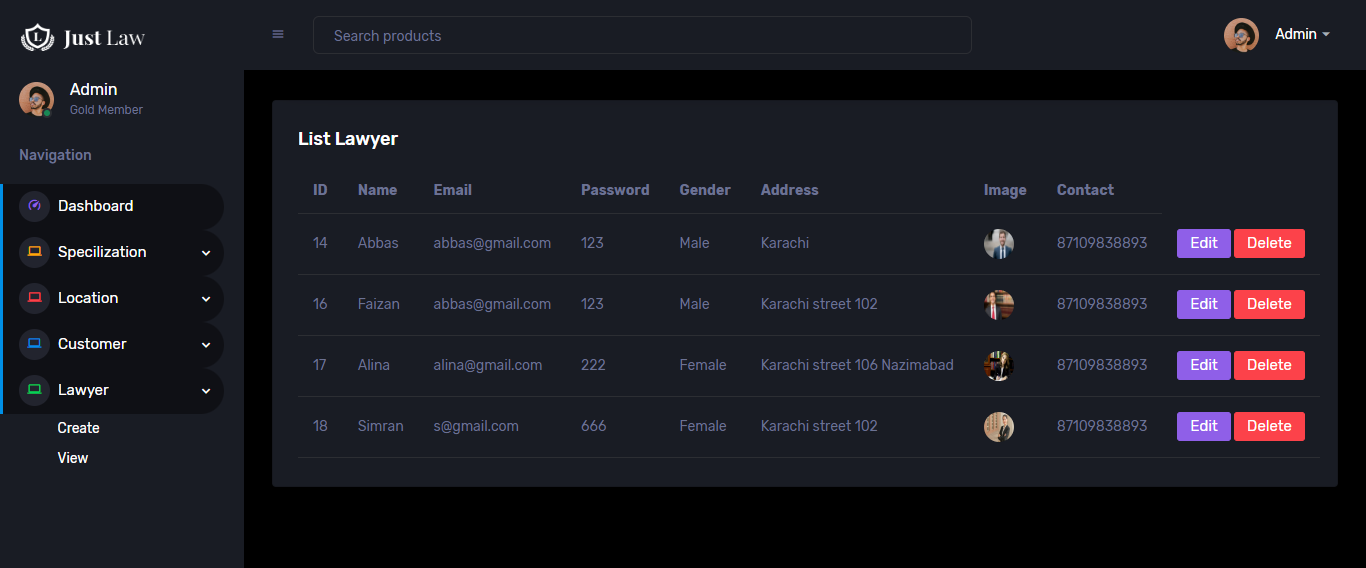 L Just Law
Search products
Admin
Admin
Gold Member
Navigation
Dashboard
Specilization
Location
Customer
Lawyer
Create
View
List Lawyer
ID Name Email Password Gender Address Image Contact
14 Abbas abbas@gmail.com 123 Male Karachi 87109838893 Edit Delete
16 Faizan abbas@gmail.com 123 Male Karachi street 102 87109838893 Edit Delete
17 Alina alina@gmail.com 222 Female Karachi street 106 Nazimabad 87109838893 Edit Delete
18 Simran s@gmail.com 666 Female Karachi street 102 87109838893 Edit Delete